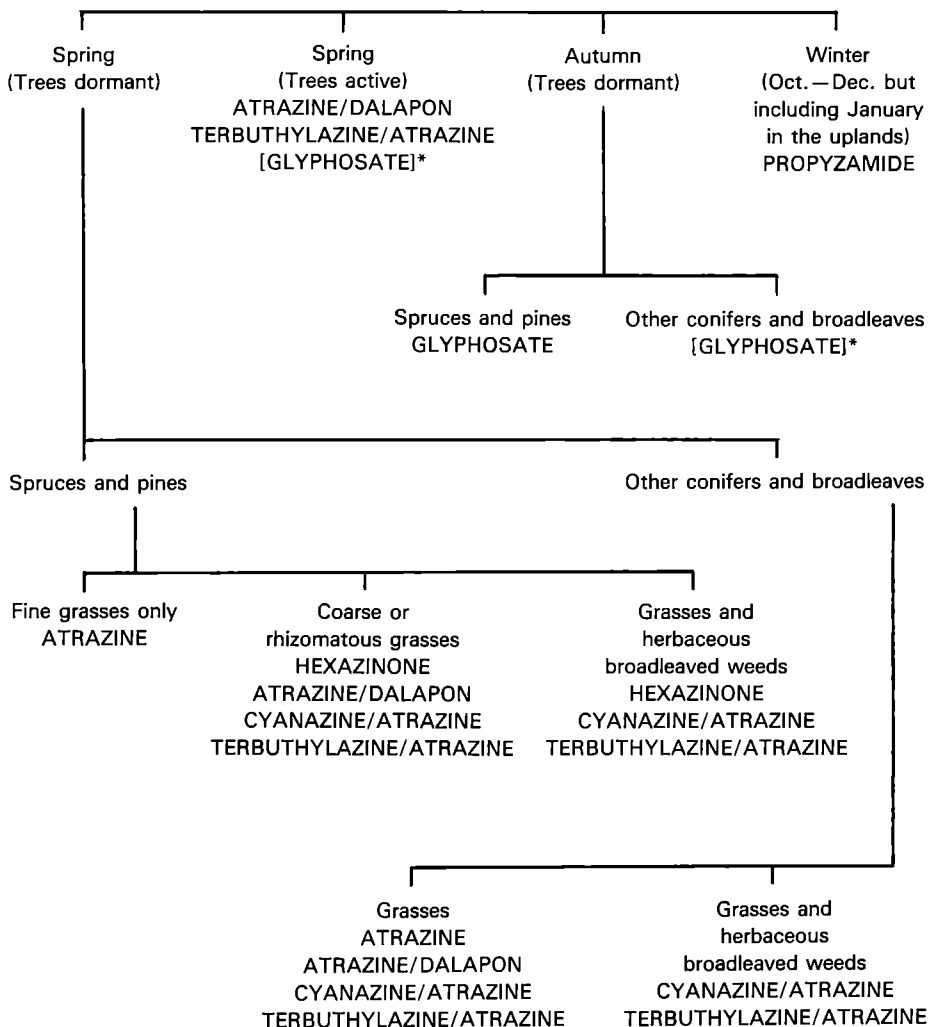 Spring
(Trees dormant)
Spring
(Trees active)
ATRAZINE/DALAPON
TERBUTHYLAZINE/ATRAZINE
[GLYPHOSATE]*
Autumn
(Trees dormant)
Winter
(Oct.—Dec. but
including January
in the uplands)
PROPYZAMIDE
Spruces and pines
GLYPHOSATE
Other conifers and broadleaves
[GLYPHOSATE]*
Spruces and pines
Other conifers and broadleaves
Fine grasses only
ATRAZINE
Coarse or
rhizomatous grasses
HEXAZINONE
ATRAZINE/DALAPON
CYANAZINE/ATRAZINE
TERBUTHYLAZINE/ATRAZINE
Grasses and
herbaceous
broadleaved weeds
HEXAZINONE
CYANAZINE/ATRAZINE
TERBUTHYLAZINE/ATRAZINE
Grasses
ATRAZINE
ATRAZINE/DALAPON
CYANAZINE/ATRAZINE
TERBUTHYLAZINE/ATRAZINE
Grasses and
herbaceous
broadleaved weeds
CYANAZINE/ATRAZINE
TERBUTHYLAZINE/ATRAZINE